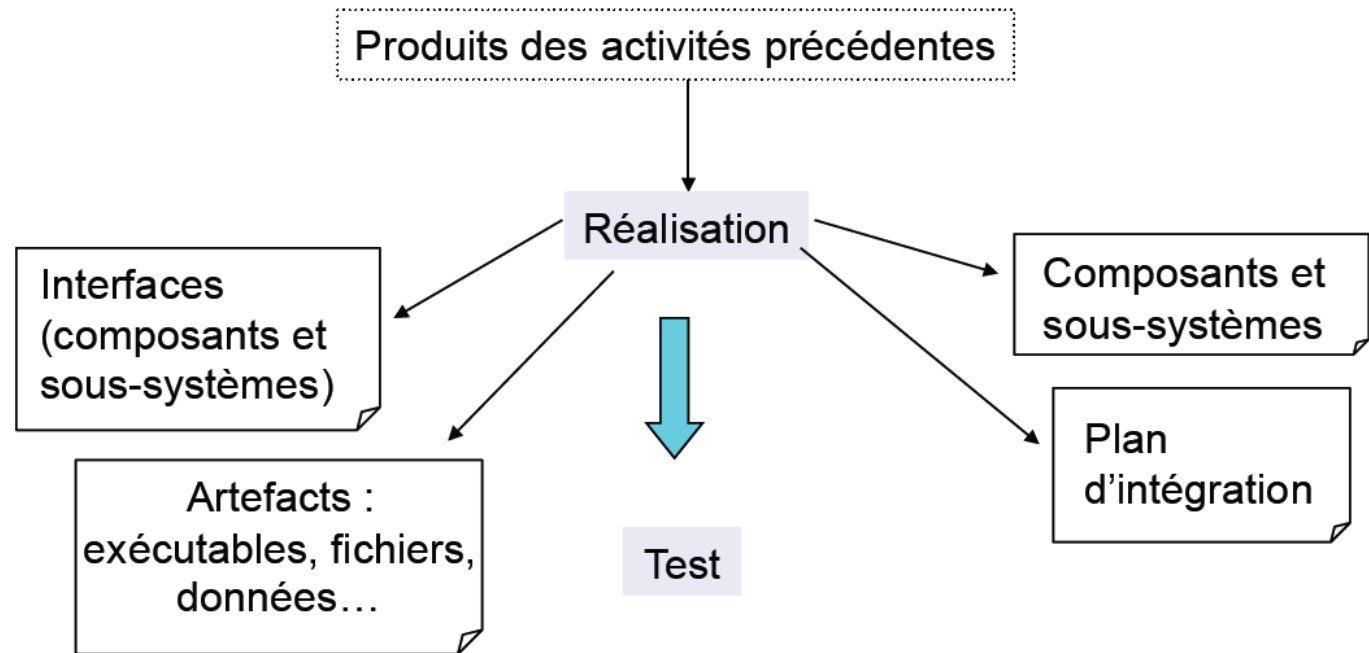 Produits des activités précédentes
Réalisation
Interfaces
(composants et
sous-systèmes)
Composants et
sous-systèmes
Artefacts :
exécutables, fichiers,
données…
Plan
d’intégration
Test